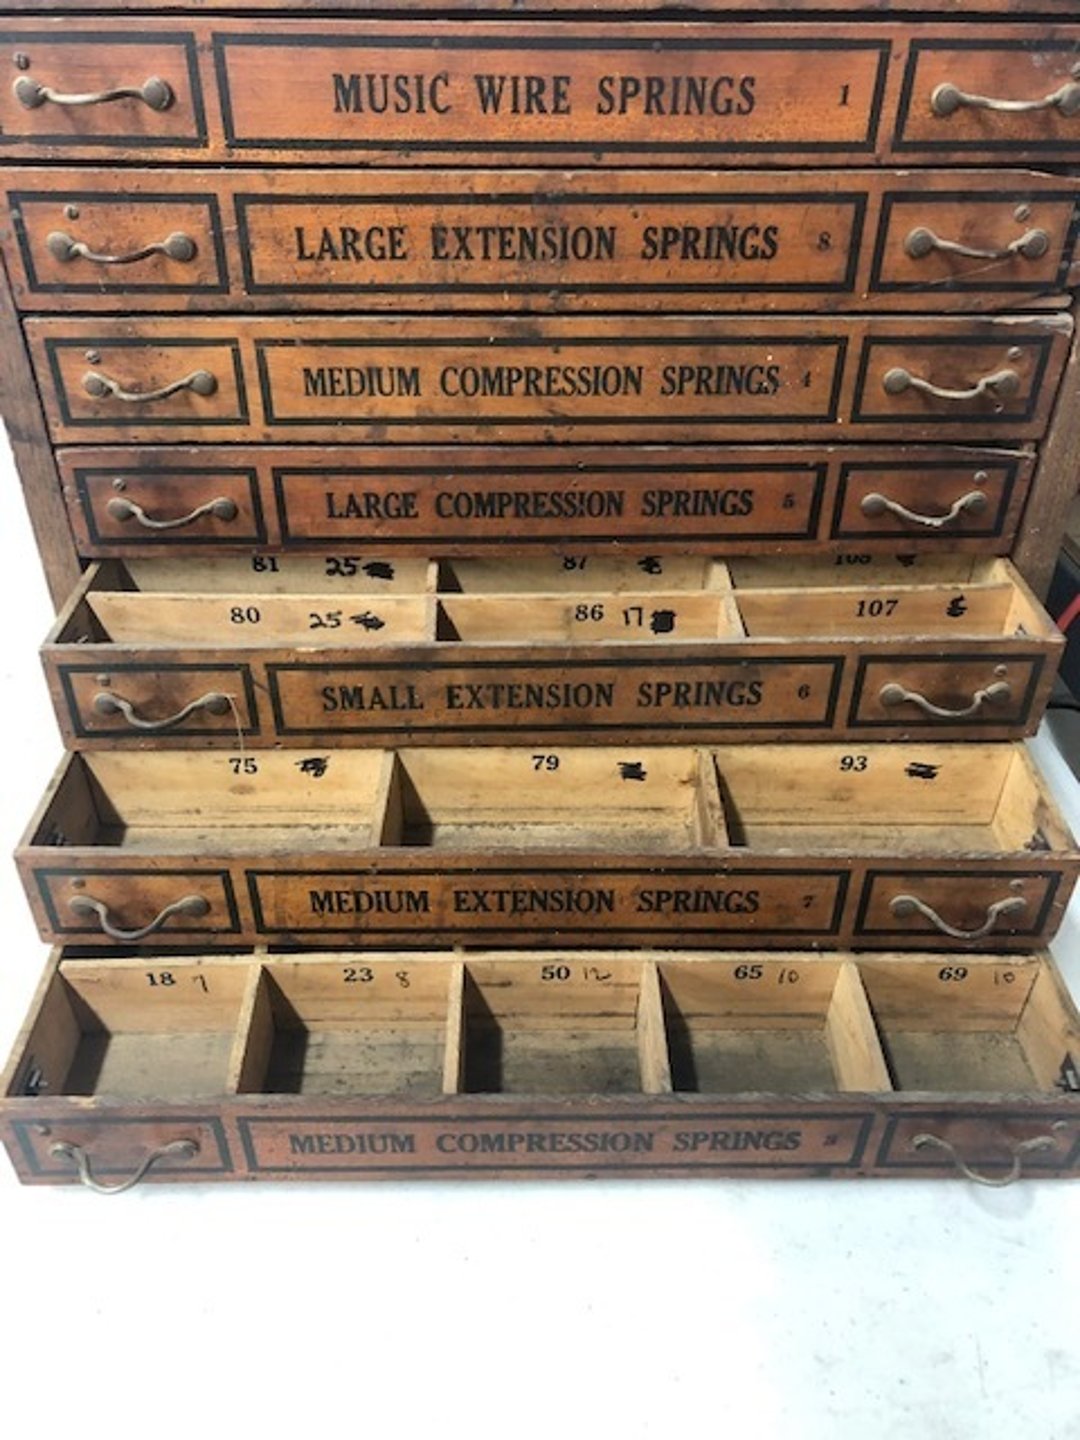 MUSIC WIRE SPRINGS 1
LARGE EXTENSION SPRINGS 8
MEDIUM COMPRESSION SPRINGS 4
LARGE COMPRESSION SPRINGS 5
81 25 87
80 25 86 17 107
SMALL EXTENSION SPRINGS 6
75 79 93
MEDIUM EXTENSION SPRINGS 7
18 7 23 8 50 12 65 10 69 10
MEDIUM COMPRESSION SPRINGS